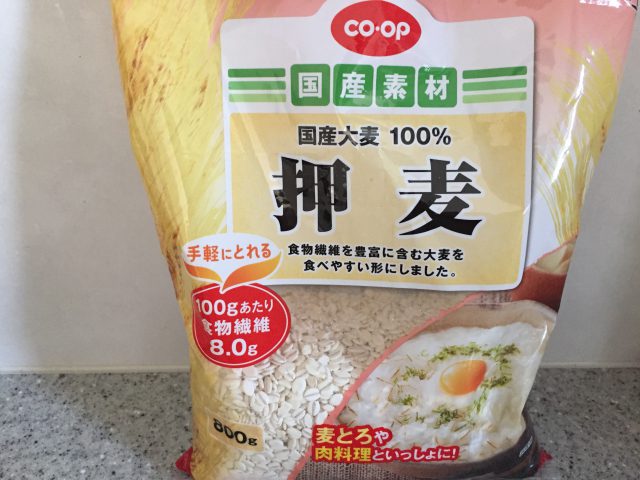 CO·OP
国産素材
国産大麦 100%
押麦
食物繊維を豊富に含む大麦を
食べやすい形にしました。
手軽にとれる
100gあたり
食物繊維
8.0g
800g
麦とろや
肉料理といっしょに!